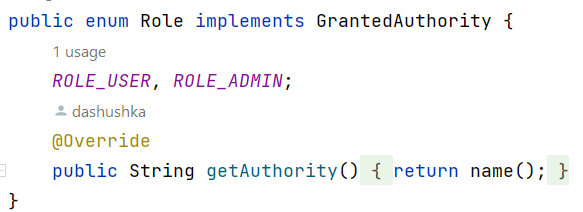 public enum Role implements GrantedAuthority {
1 usage
ROLE_USER, ROLE_ADMIN;
dashushka
@Override
public String getAuthority() { return name(); }
}